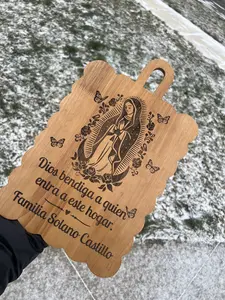 Dios bendiga a quien
entra a este hogar
Familia Solano Castillo